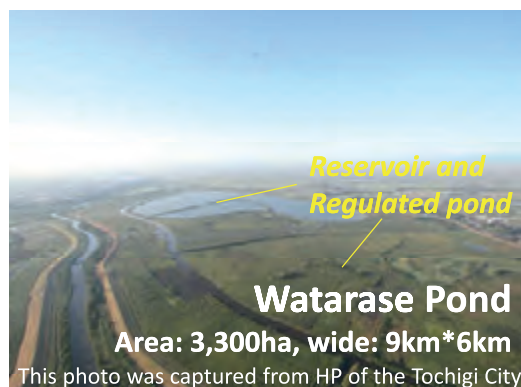 Reservoir and
Regulated pond
Watarase Pond
Area: 3,300ha, wide: 9km*6km
This photo was captured from HP of the Tochigi City